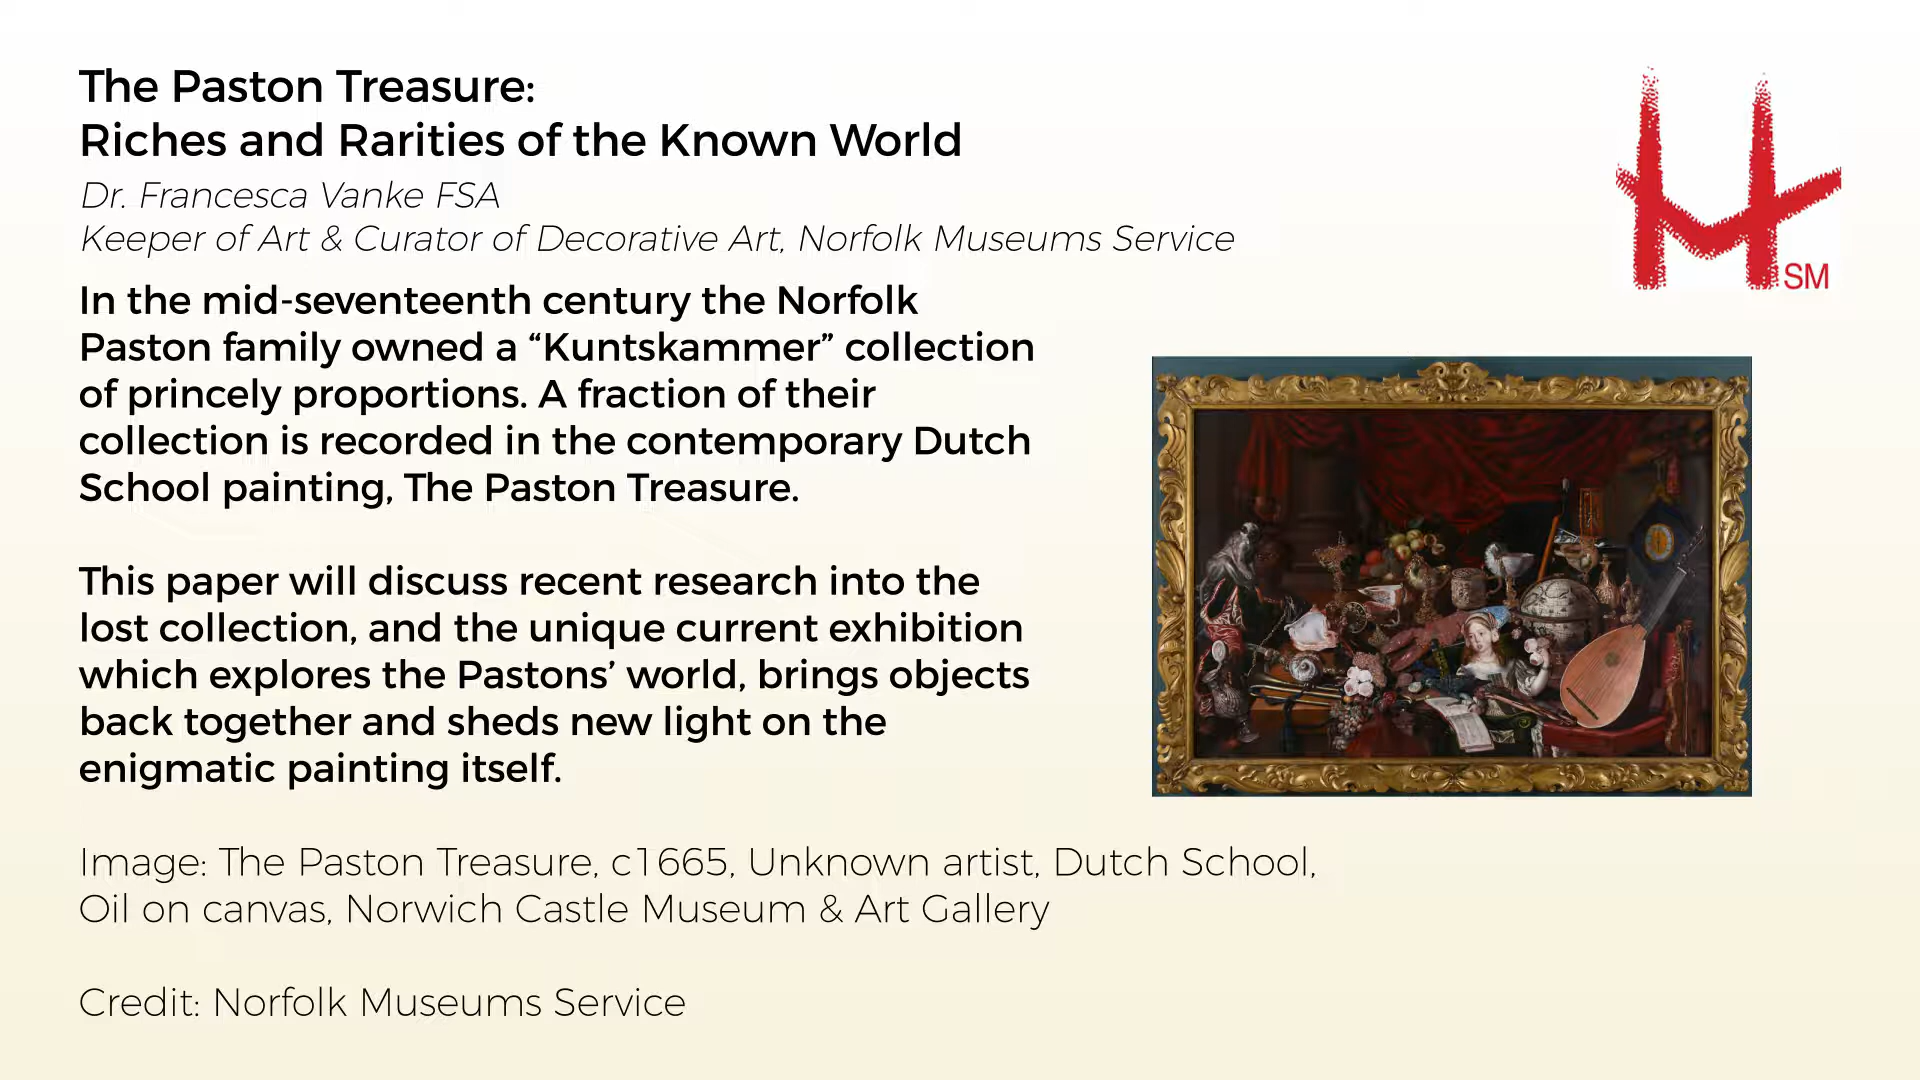 The Paston Treasure:
Riches and Rarities of the Known World
Dr. Francesca Vanke FSA
Keeper of Art & Curator of Decorative Art, Norfolk Museums Service
In the mid-seventeenth century the Norfolk
Paston family owned a “Kuntskammer” collection
of princely proportions. A fraction of their
collection is recorded in the contemporary Dutch
School painting, The Paston Treasure.
This paper will discuss recent research into the
lost collection, and the unique current exhibition
which explores the Pastons’ world, brings objects
back together and sheds new light on the
enigmatic painting itself.
Image: The Paston Treasure, c1665, Unknown artist, Dutch School,
Oil on canvas, Norwich Castle Museum & Art Gallery
Credit: Norfolk Museums Service
SM